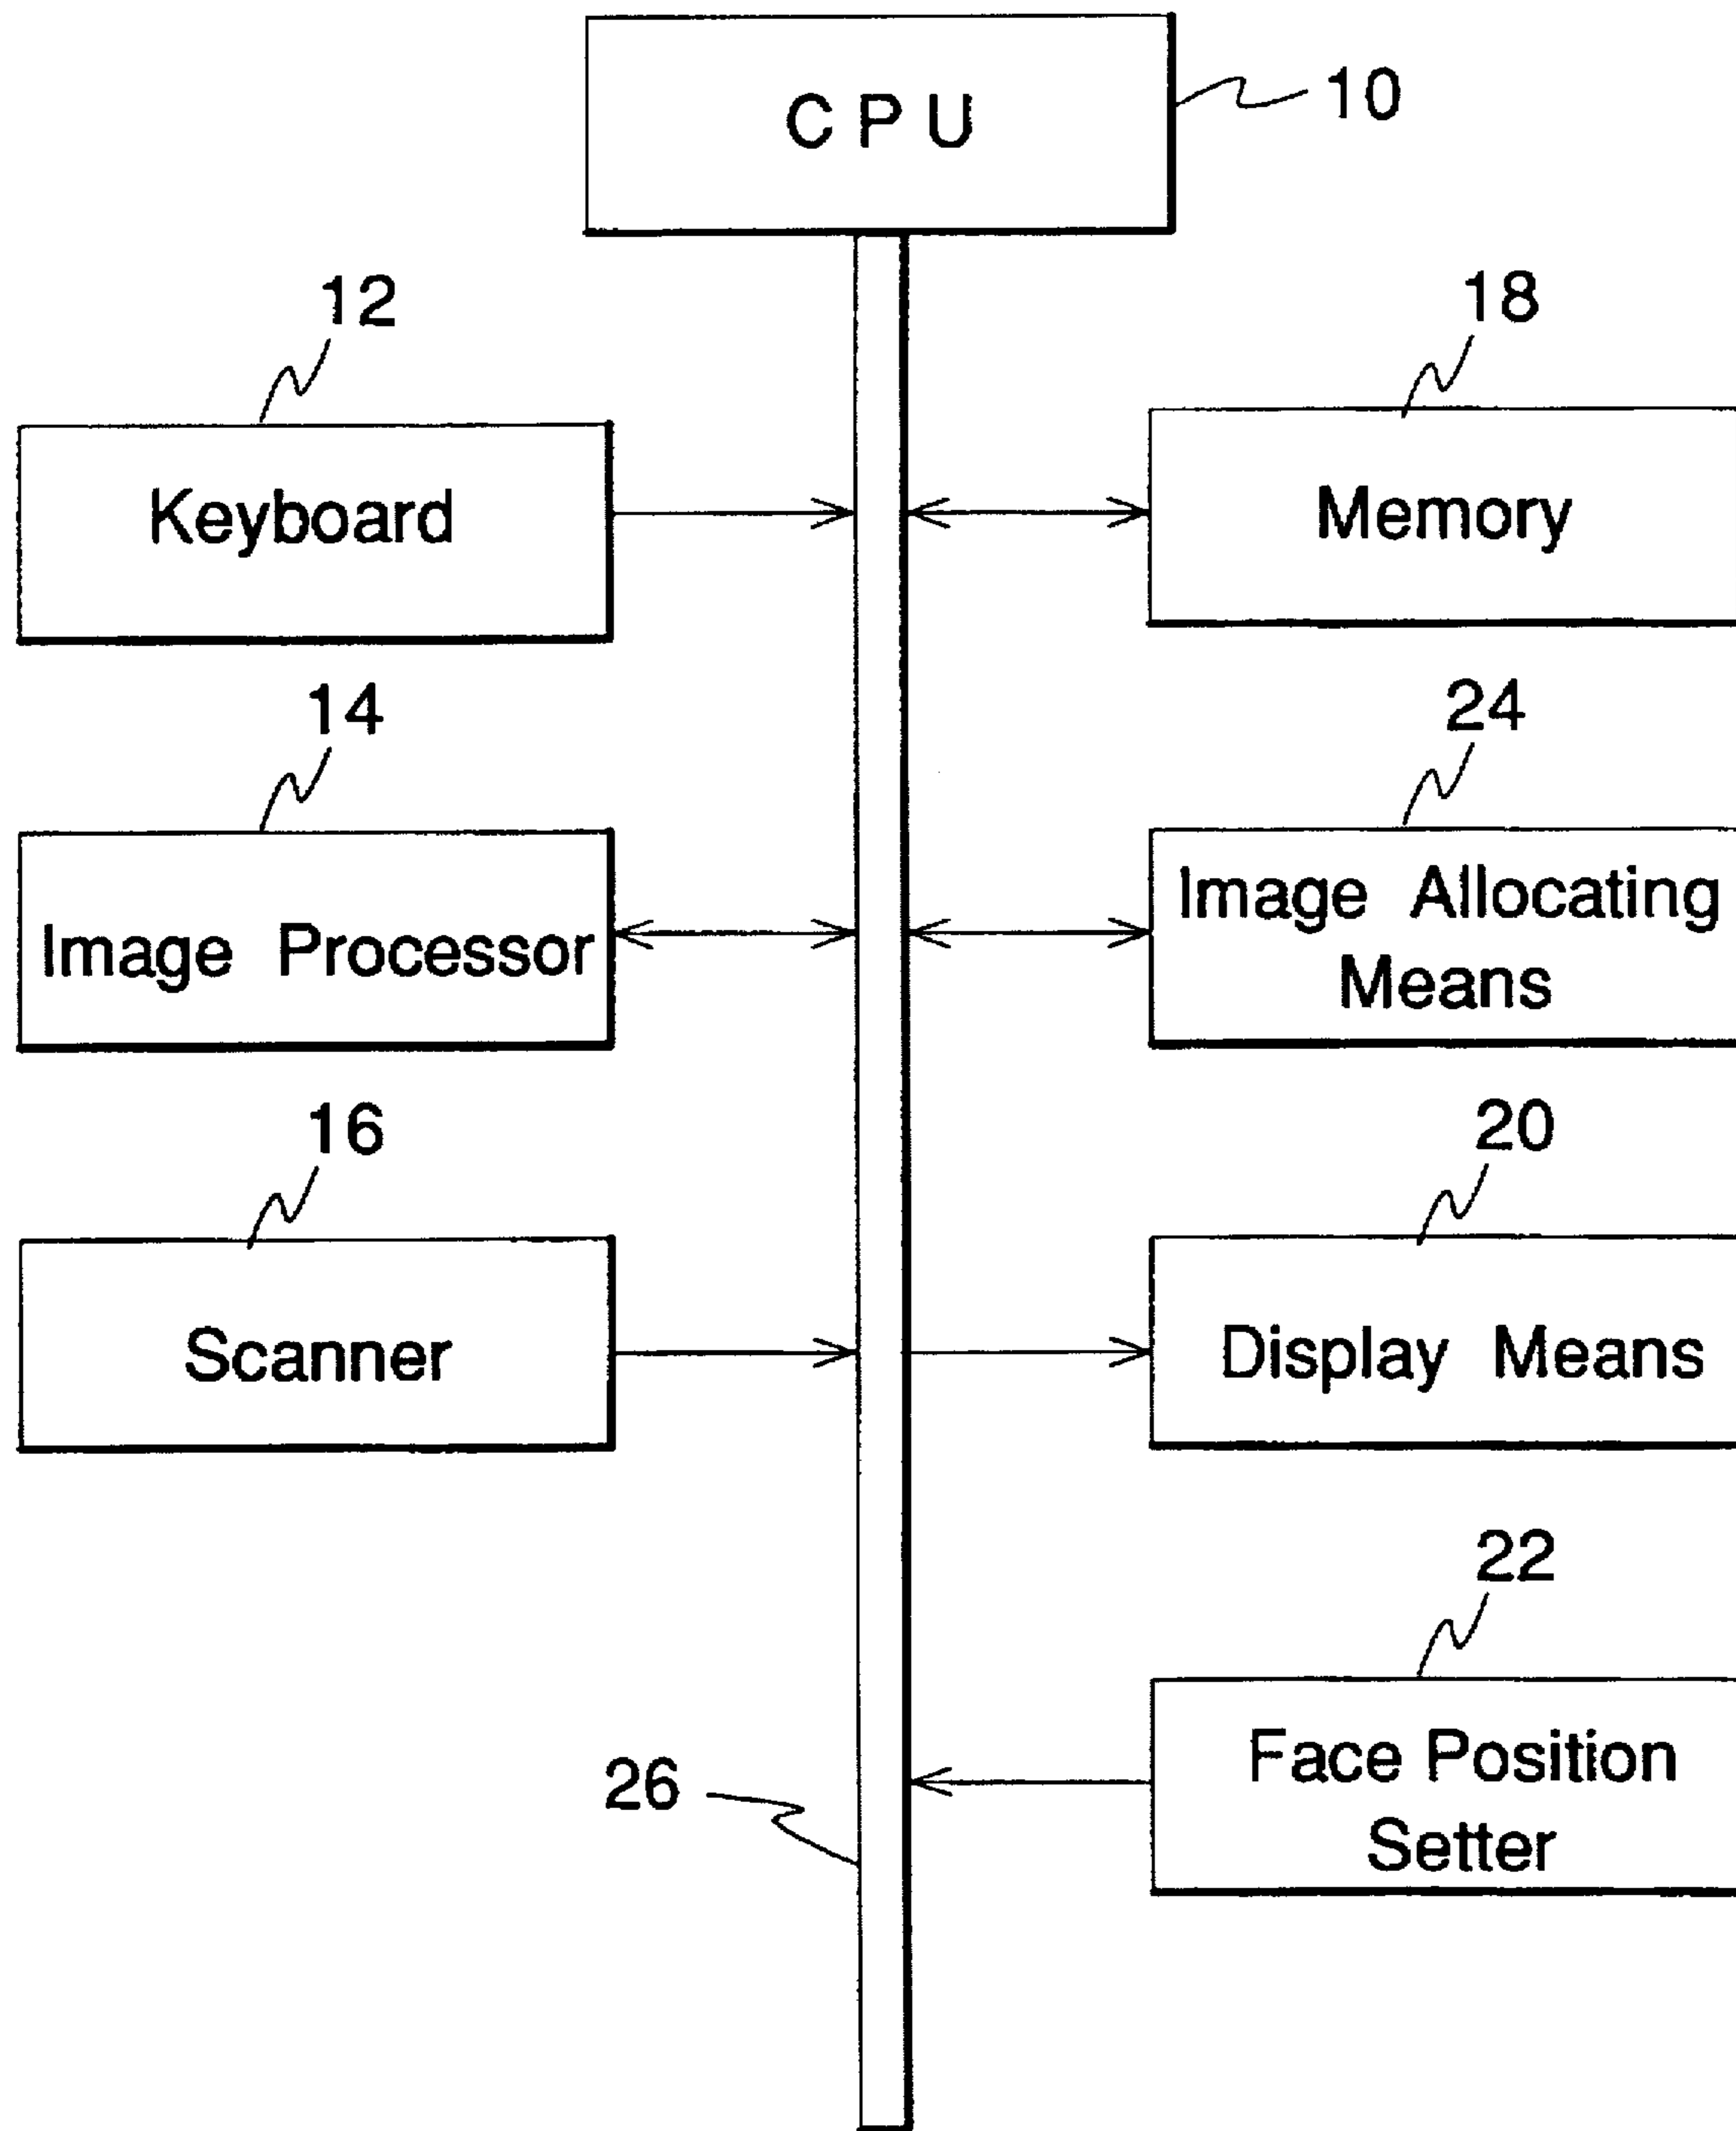 CPU
10
12
18
Keyboard
Memory
14
24
Image Processor
Image Allocating
Means
16
20
Scanner
Display Means
22
Face Position
Setter
26